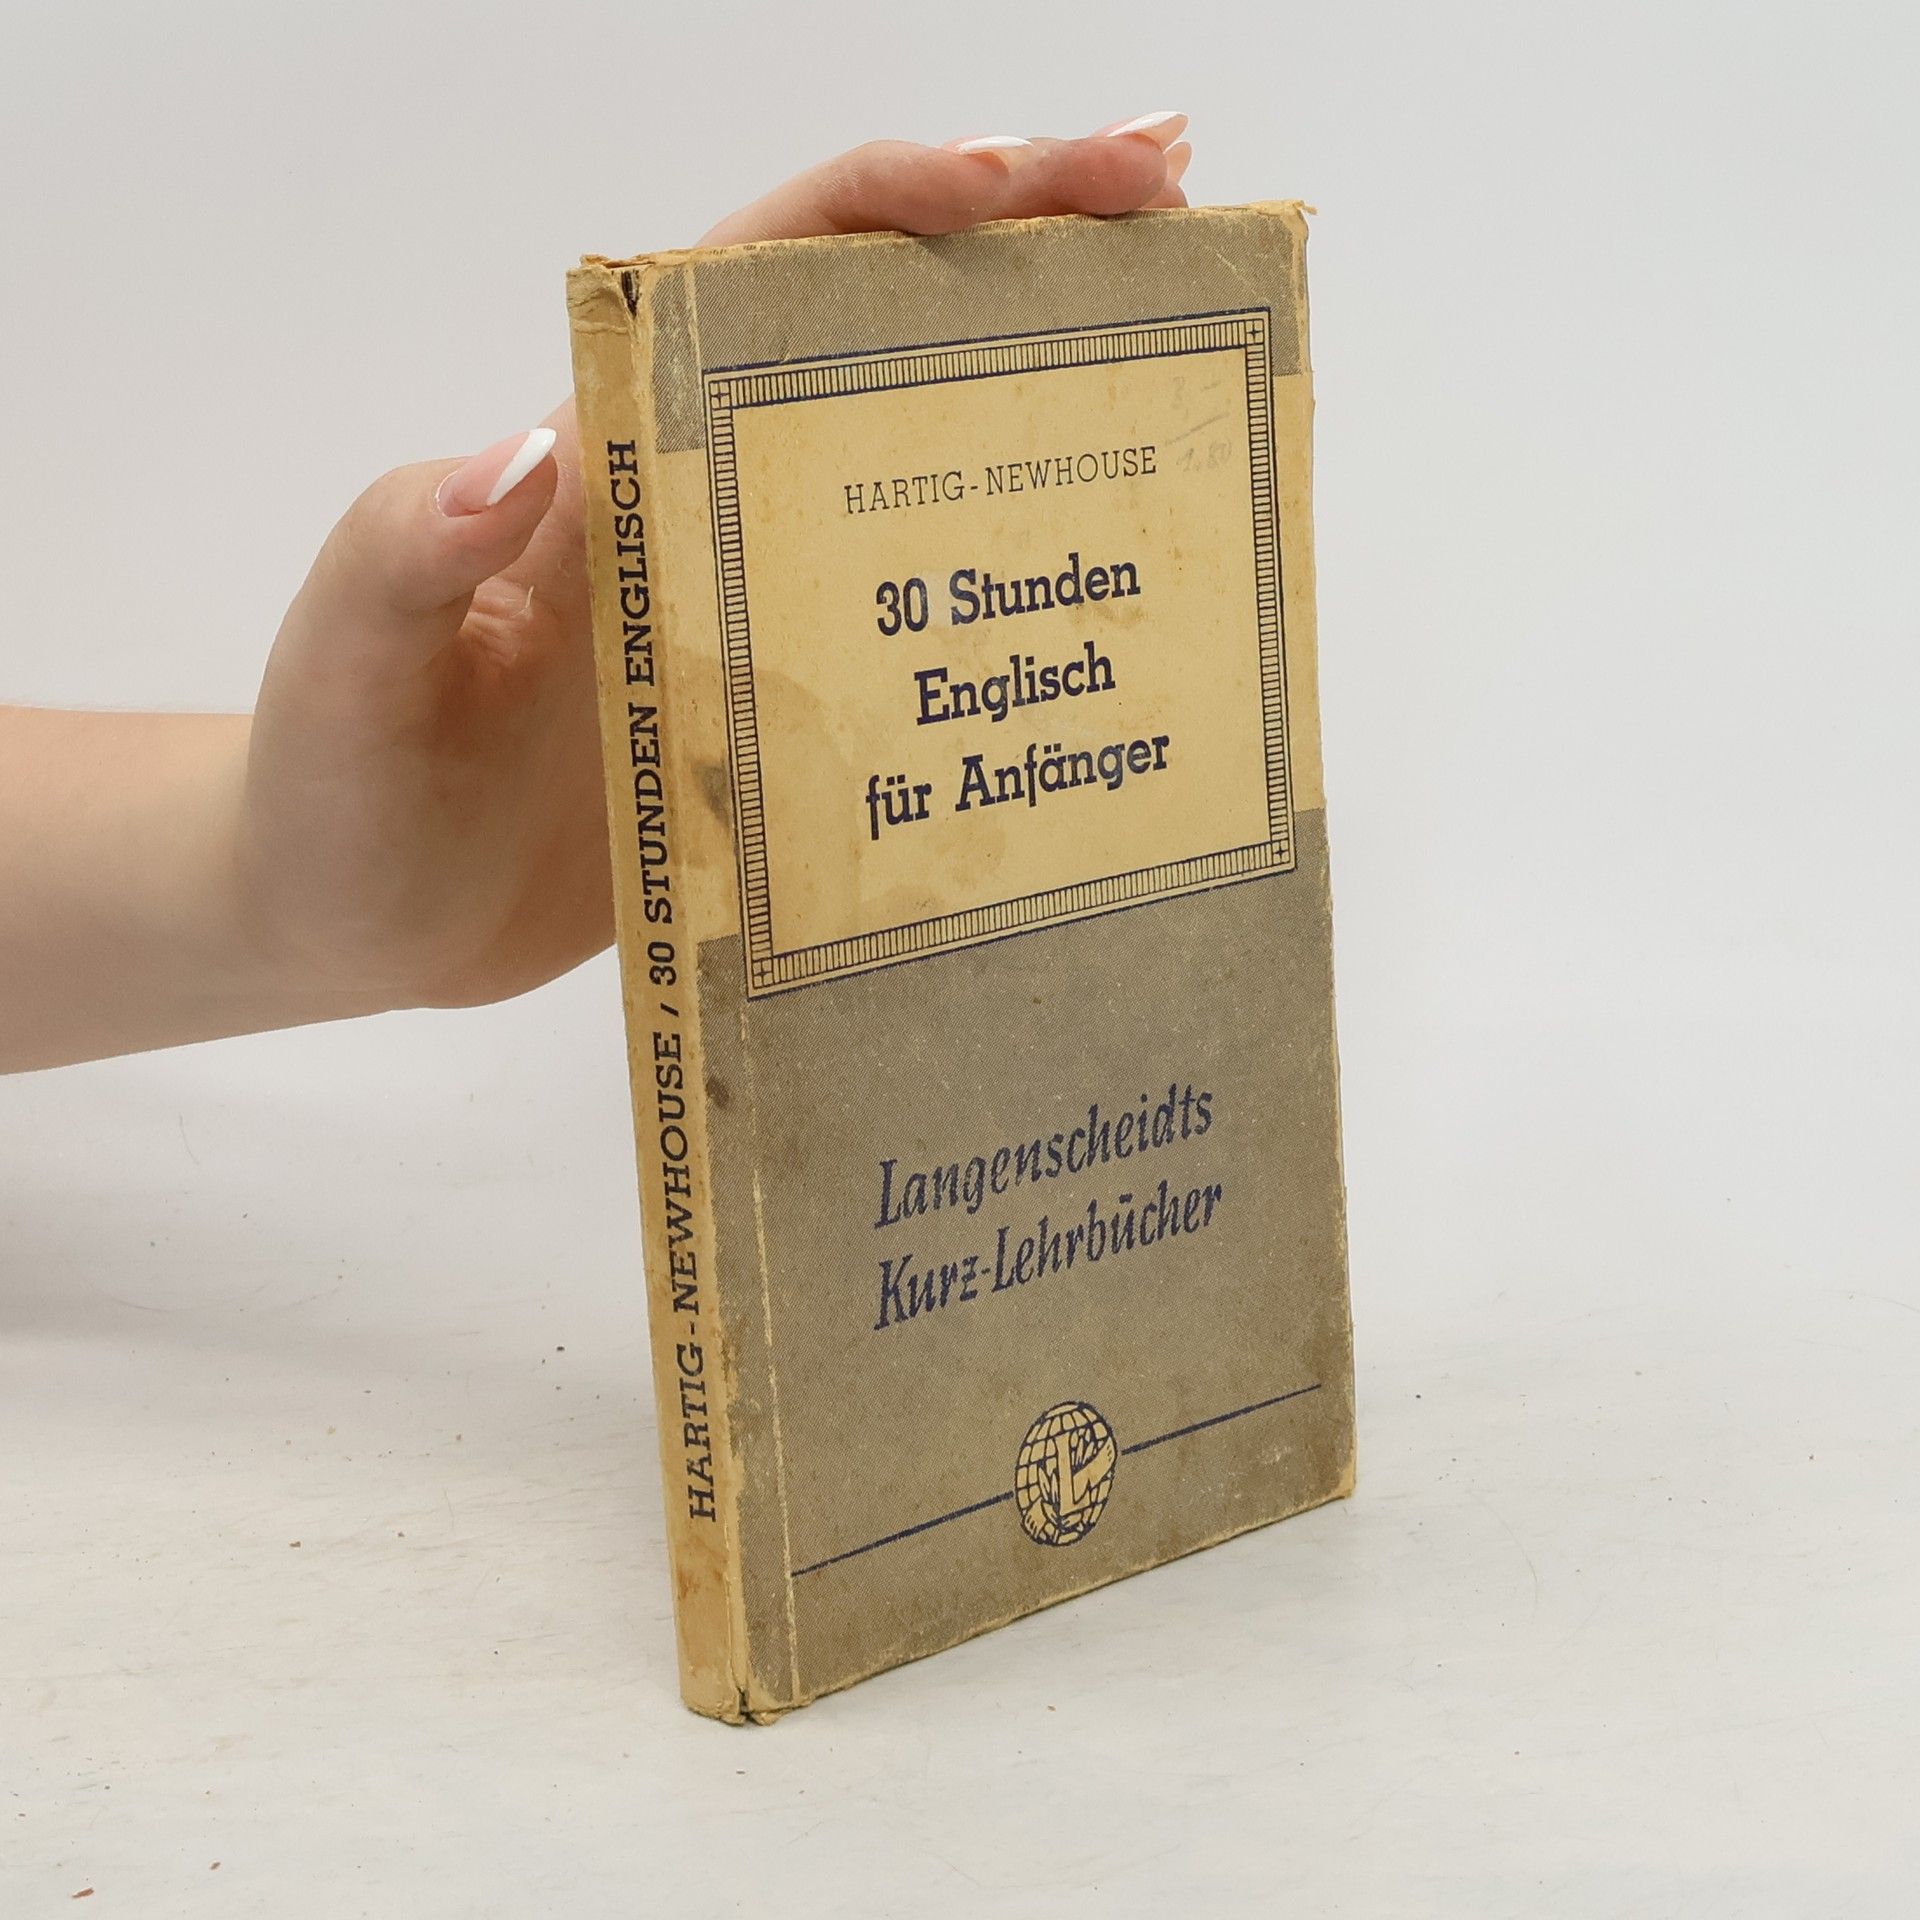 HARTIG-NEWHOUSE / 30 STUNDEN ENGLISCH
HARTIG-NEWHOUSE
30 Stunden
Englisch
für Anfänger
Langenscheidts
Kurz-Lehrbücher
L